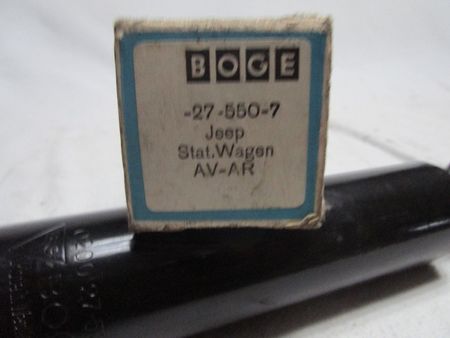 BOGE
-27-550-7
Jeep
Stat.Wagen
AV-AR